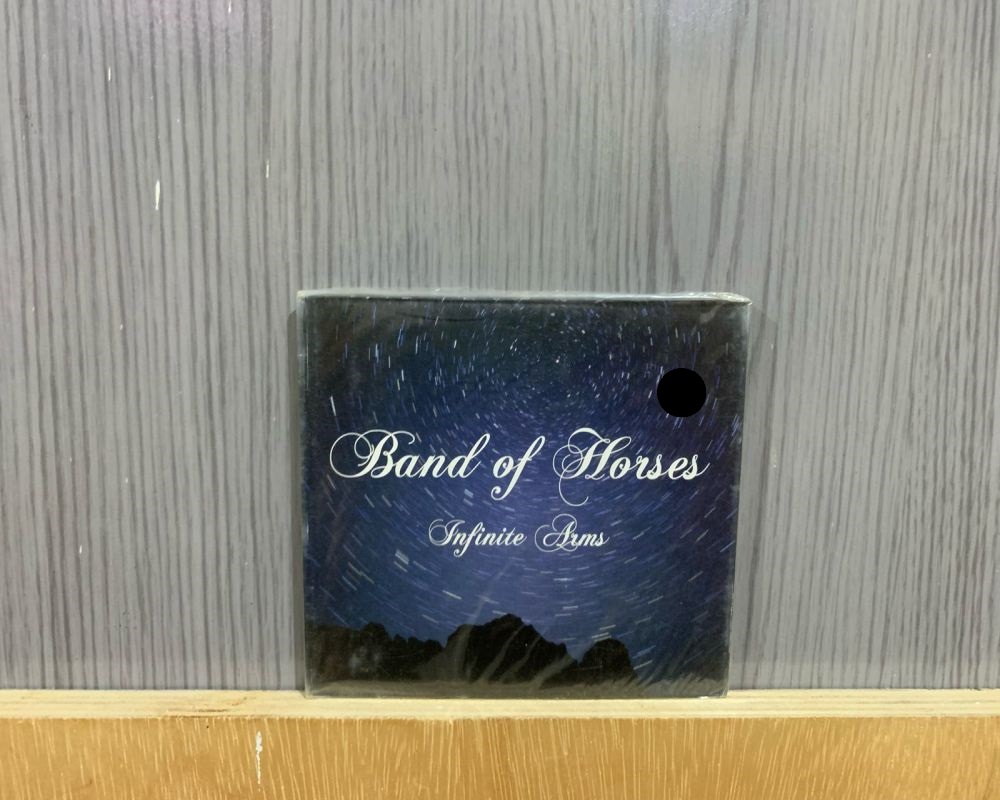 Band of Horses
Infinite Arms